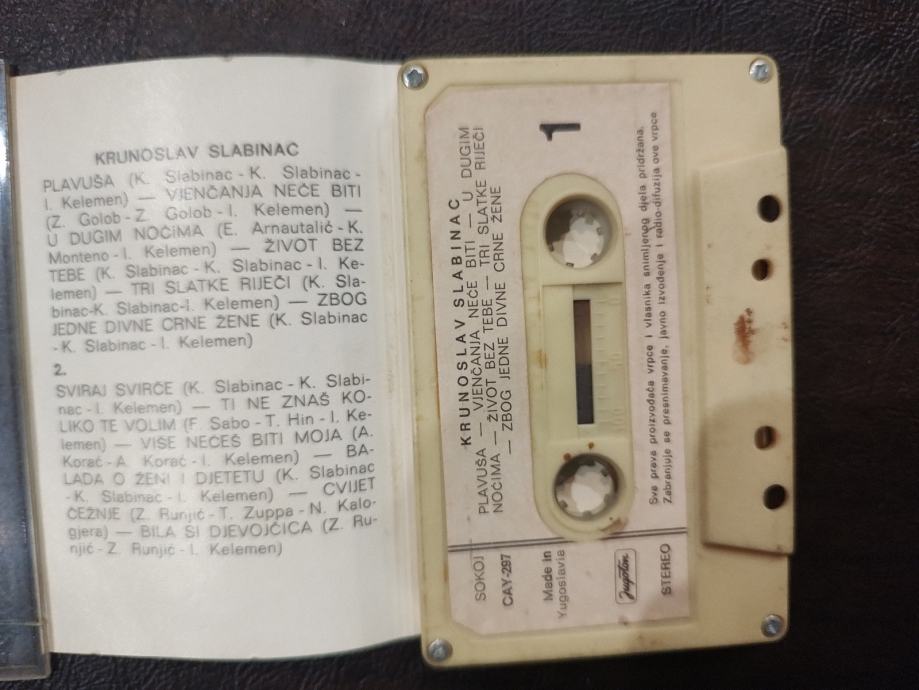 KRUNOSLAV SLABINAC
PLAVUŠA (K. Slabinac - K. Slabinac -
I. Kelemen) — VJENČANJA NEĆE BITI
(Z. Golob - Z. Golob - I. Kelemen) —
U DUGIM NOĆIMA (E. Arnautalić - K.
Monteno - I. Kelemen) — ŽIVOT BEZ
TEBE (K. Slabinac - K. Slabinac - I. Ke-
lemen) — TRI SLATKE RIJEČI (K. Sla-
binac-K. Slabinac-I. Kelemen) — ZBOG
JEDNE DIVNE CRNE ŽENE (K. Slabinac
- K. Slabinac - I. Kelemen)
2.
SVIRAJ SVIRČE (K. Slabinac - K. Slabi-
nac - I. Kelemen) — TI NE ZNAŠ KO-
LIKO TE VOLIM (F. Sabo - T. Hin - I. Ke-
lemen) — VIŠE NEĆEŠ BITI MOJA (A.
Korać - A. Korać - I. Kelemen) — BA-
LADA O ŽENI I DJETETU (K. Slabinac
- K. Slabinac - I. Kelemen) — CVIJET
ČEŽNJE (Z. Runjić - T. Zuppa - N. Kalo-
gjera) — BILA SI DJEVOJČICA (Z. Ru-
njić - Z. Runjić - I. Kelemen)
KRUNOSLAV SLABINAC
PLAVUŠA — VJENČANJA NEĆE BITI — U DUGIM
NOĆIMA — ŽIVOT BEZ TEBE — TRI SLATKE RIJEČI
— ZBOG JEDNE DIVNE CRNE ŽENE
1
SOKOJ
CAY-297
Made in
Yugoslavia
Jugoton
STEREO
Sva prava proizvođača vrpce i vlasnika snimljenog djela pridržana.
Zabranjuje se presnimavanje, javno izvođenje i radio-difuzija ove vrpce